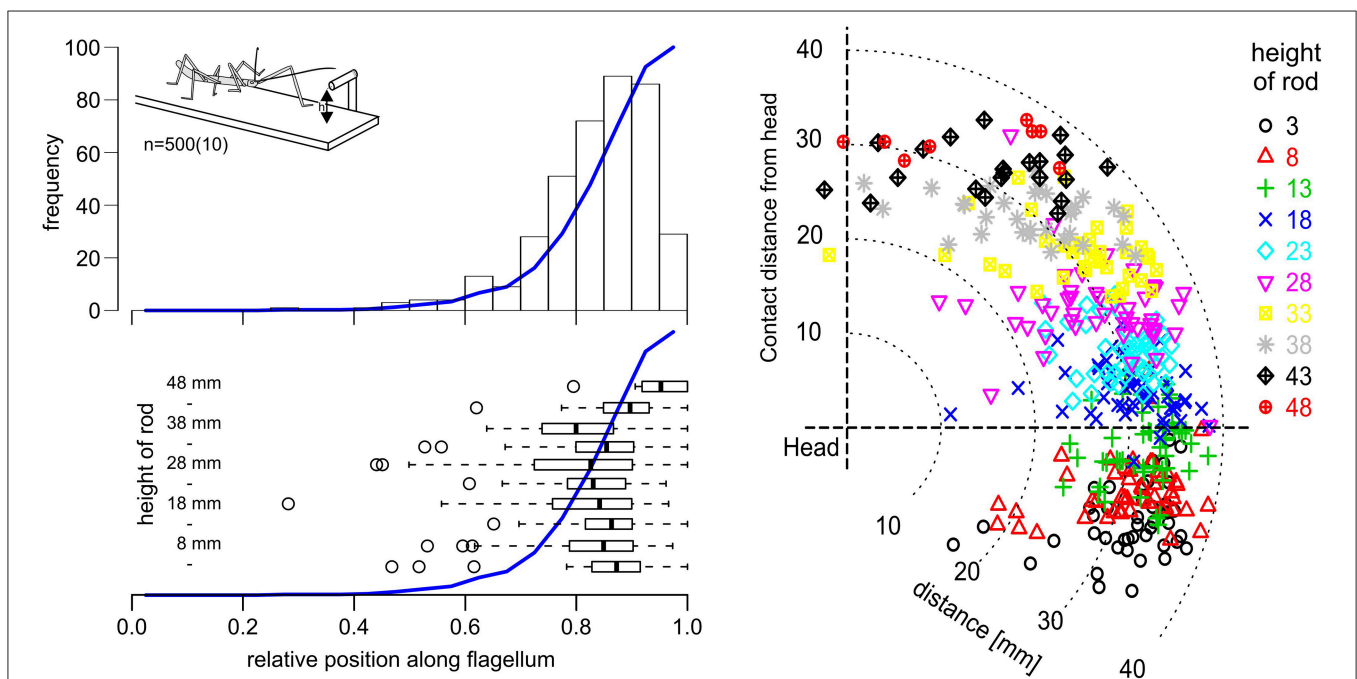 100
80
60
40
20
0
frequency
h
n=500(10)
48 mm
-
38 mm
-
28 mm
-
18 mm
-
8 mm
-
height of rod
0.0 0.2 0.4 0.6 0.8 1.0
relative position along flagellum
40
30
20
10
Contact distance from head
Head
10
20
30
40
distance [mm]
height
of rod
3
8
13
18
23
28
33
38
43
48